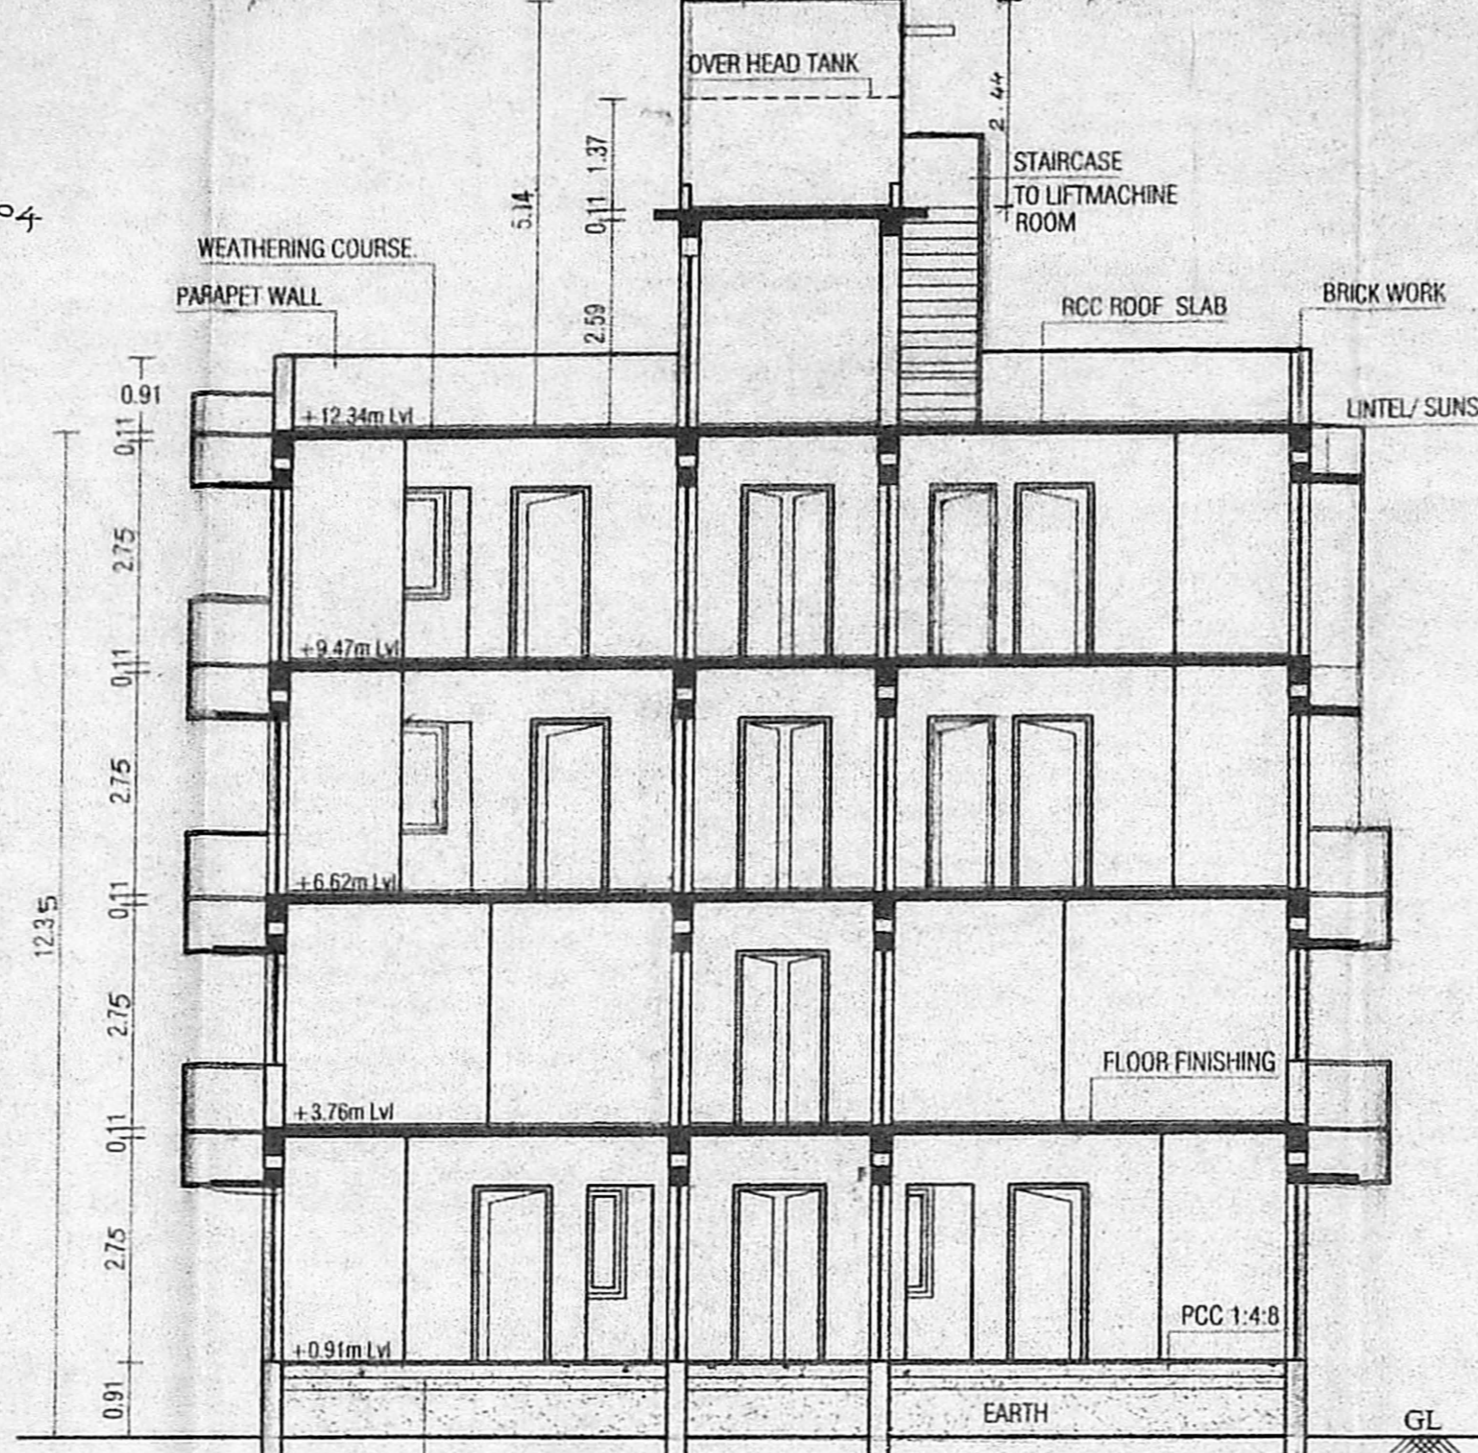 OVER HEAD TANK
2.44
1.37
STAIRCASE
TO LIFTMACHINE
ROOM
5.14
0.11
04
WEATHERING COURSE.
PARAPET WALL
2.59
RCC ROOF SLAB
BRICK WORK
0.91
+12.34m Lvl
LINTEL/ SUNS
0.11
2.75
+9.47m Lvl
0.11
2.75
+6.62m Lvl
0.11
12.35
2.75
FLOOR FINISHING
+3.76m Lvl
0.11
2.75
PCC 1:4:8
+0.91m Lvl
0.91
EARTH
GL